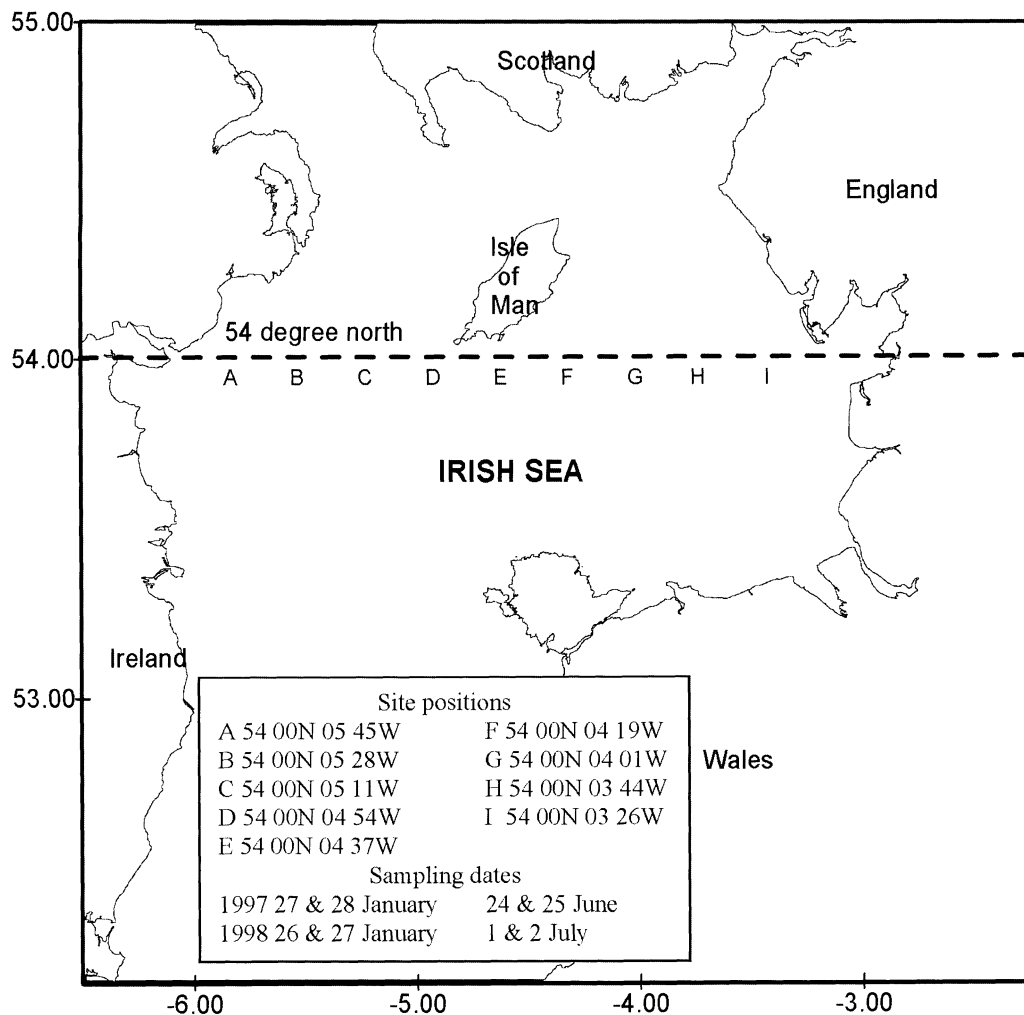 55.00
Scotland
England
Isle
of
Man
54 degree north
54.00
A B C D E F G H I
IRISH SEA
Ireland
53.00
Wales
Site positions
A 54 00N 05 45W F 54 00N 04 19W
B 54 00N 05 28W G 54 00N 04 01W
C 54 00N 05 11W H 54 00N 03 44W
D 54 00N 04 54W I 54 00N 03 26W
E 54 00N 04 37W
Sampling dates
1997 27 & 28 January 24 & 25 June
1998 26 & 27 January 1 & 2 July
-6.00 -5.00 -4.00 -3.00